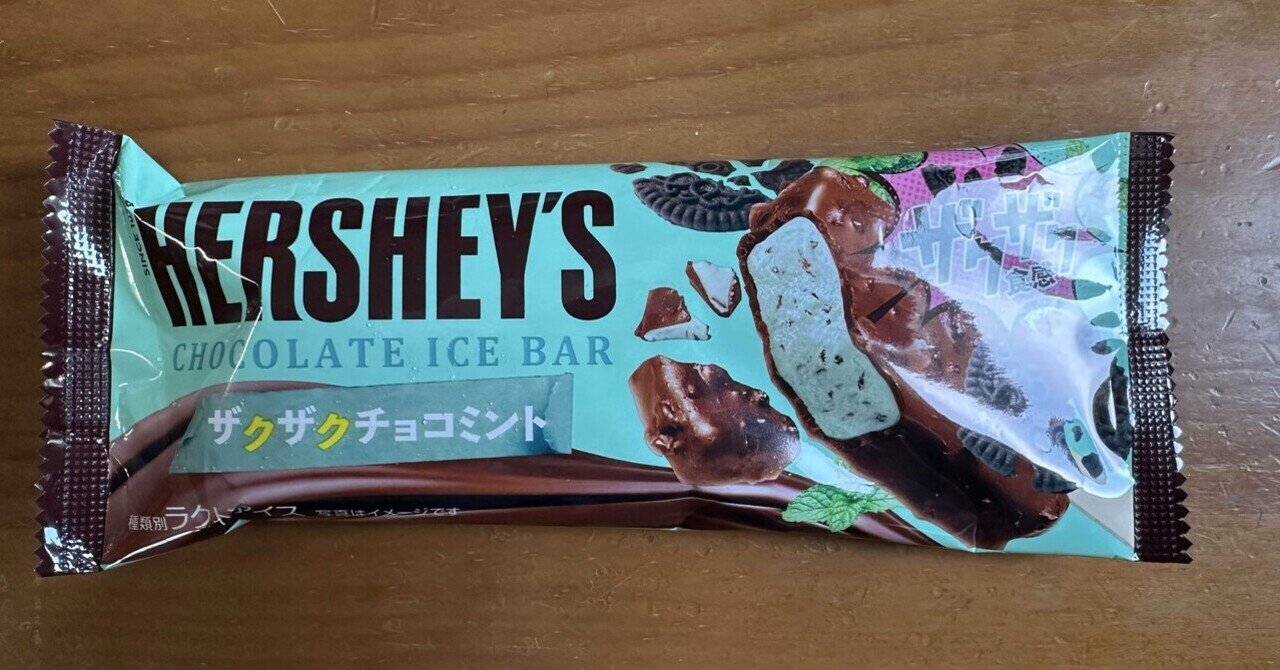 HERSHEY'S
CHOCOLATE ICE BAR
ザクザクチョコミント
種類別ラクトアイス 写真はイメージです
ザクザク
食感